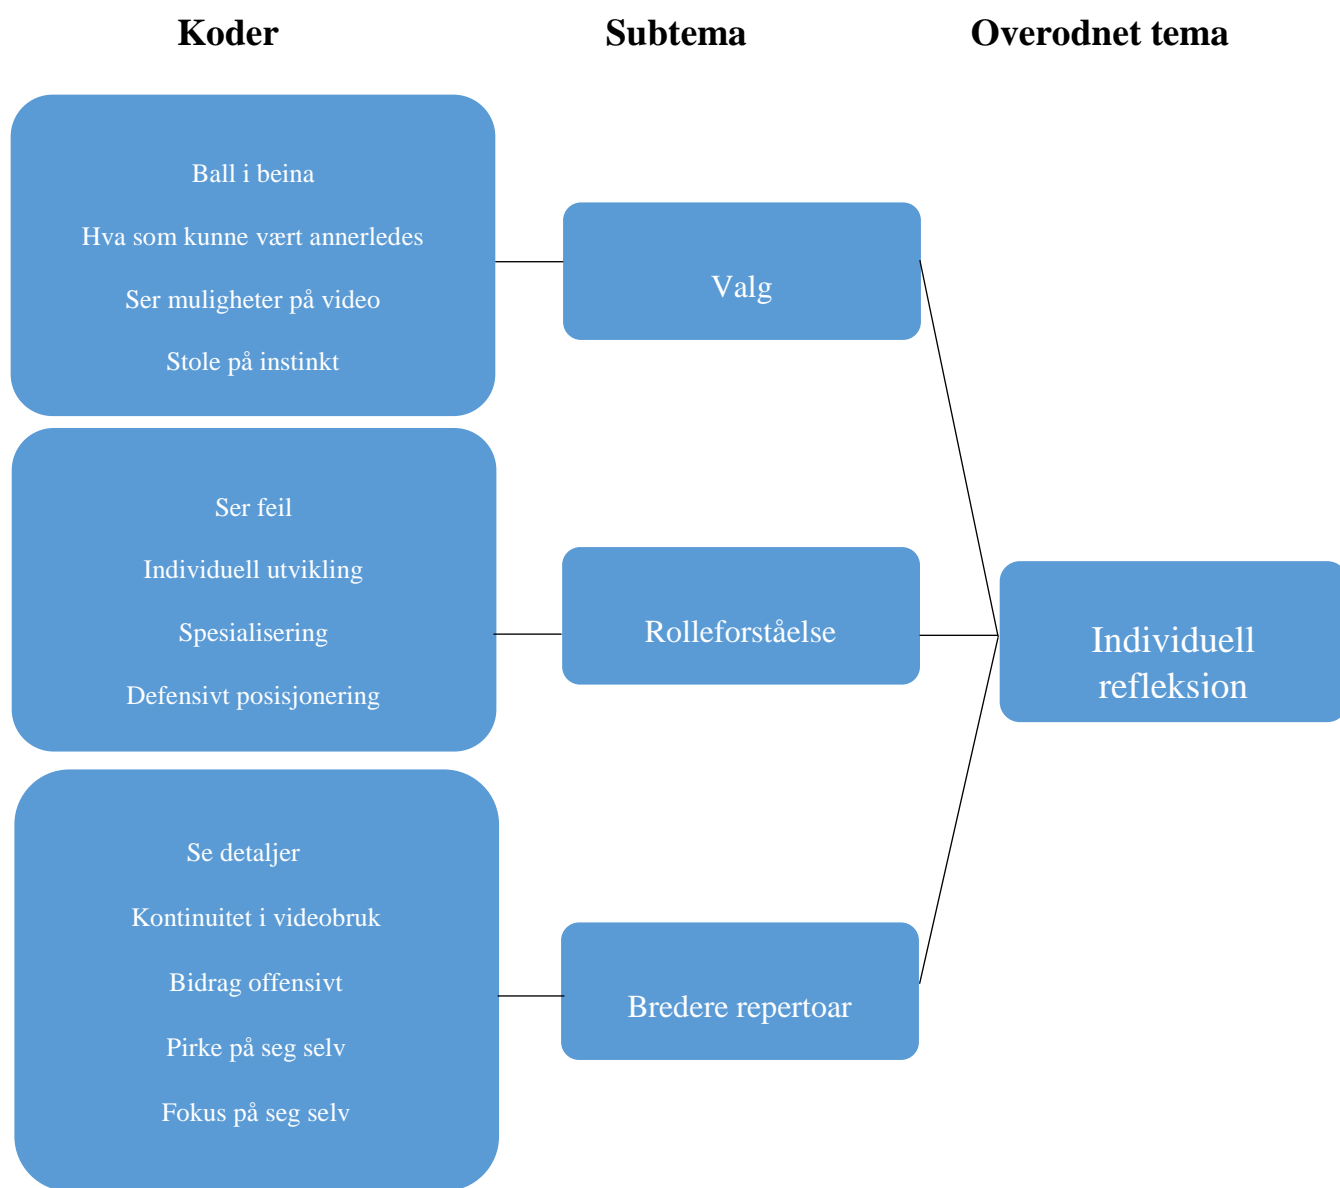 Koder
Subtema
Overodnet tema
Ball i beina
Hva som kunne vært annerledes
Ser muligheter på video
Stole på instinkt
Valg
Ser feil
Individuell utvikling
Spesialisering
Defensivt posisjonering
Rolleforståelse
Individuell
refleksjon
Se detaljer
Kontinuitet i videobruk
Bidrag offensivt
Pirke på seg selv
Fokus på seg selv
Bredere repertoar